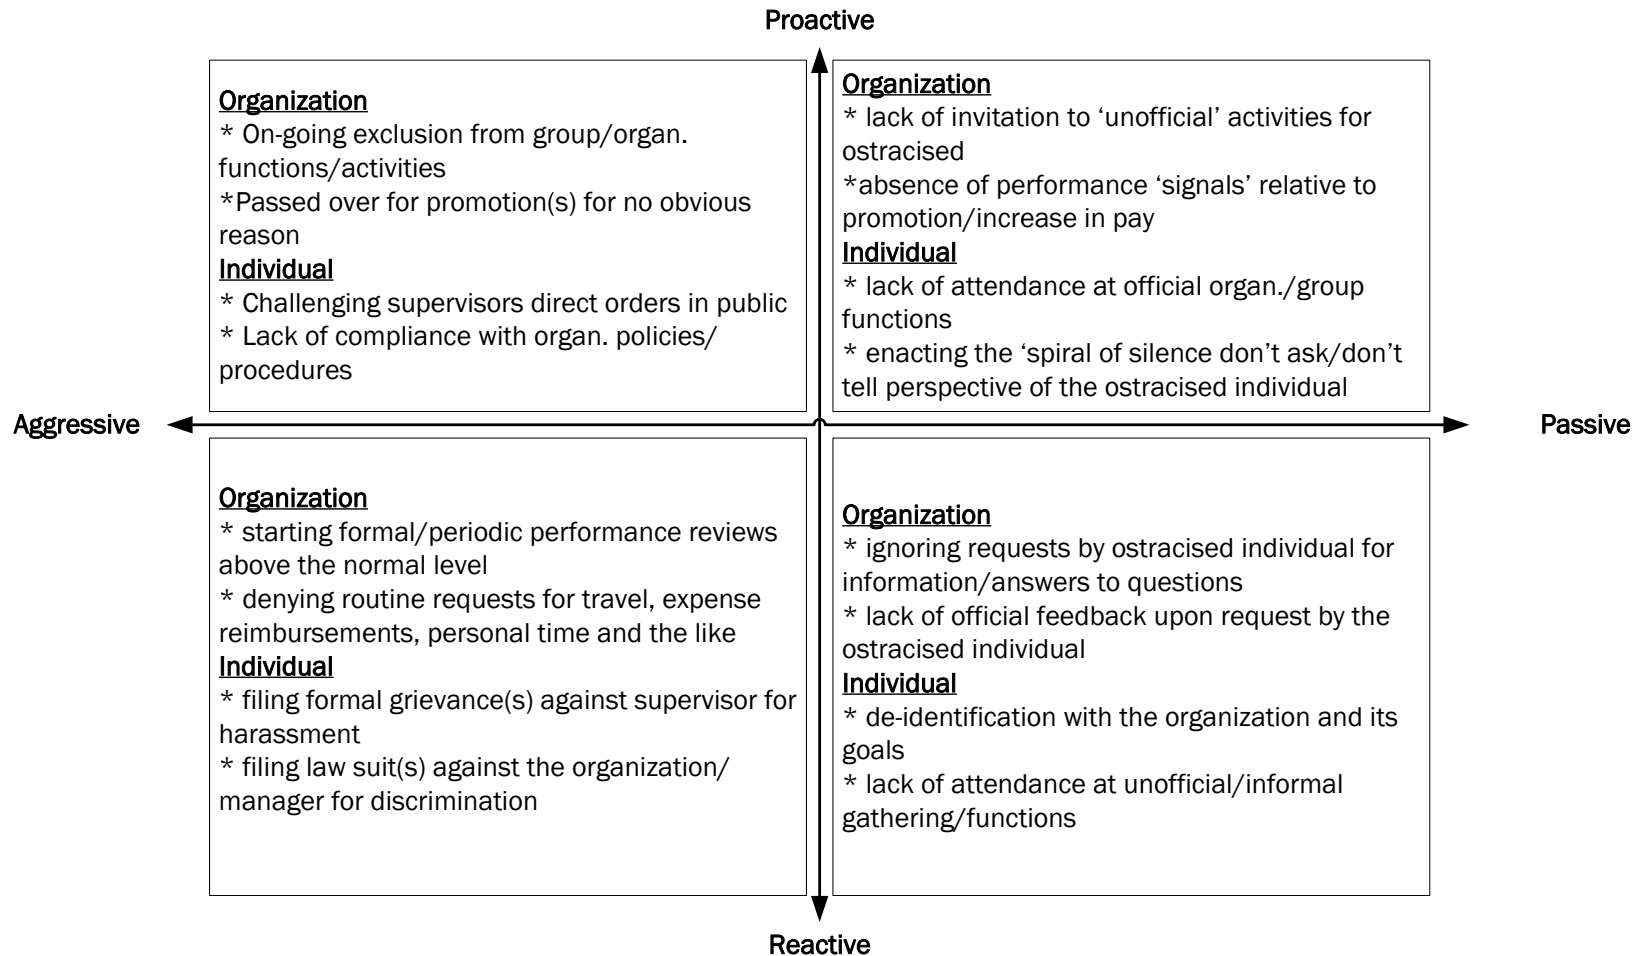 Proactive
Organization
* On-going exclusion from group/organ.
functions/activities
*Passed over for promotion(s) for no obvious
reason
Individual
* Challenging supervisors direct orders in public
* Lack of compliance with organ. policies/
procedures
Organization
* lack of invitation to ‘unofficial’ activities for
ostracised
*absence of performance ‘signals’ relative to
promotion/increase in pay
Individual
* lack of attendance at official organ./group
functions
* enacting the ‘spiral of silence don’t ask/don’t
tell perspective of the ostracised individual
Aggressive
Passive
Organization
* starting formal/periodic performance reviews
above the normal level
* denying routine requests for travel, expense
reimbursements, personal time and the like
Individual
* filing formal grievance(s) against supervisor for
harassment
* filing law suit(s) against the organization/
manager for discrimination
Organization
* ignoring requests by ostracised individual for
information/answers to questions
* lack of official feedback upon request by the
ostracised individual
Individual
* de-identification with the organization and its
goals
* lack of attendance at unofficial/informal
gathering/functions
Reactive